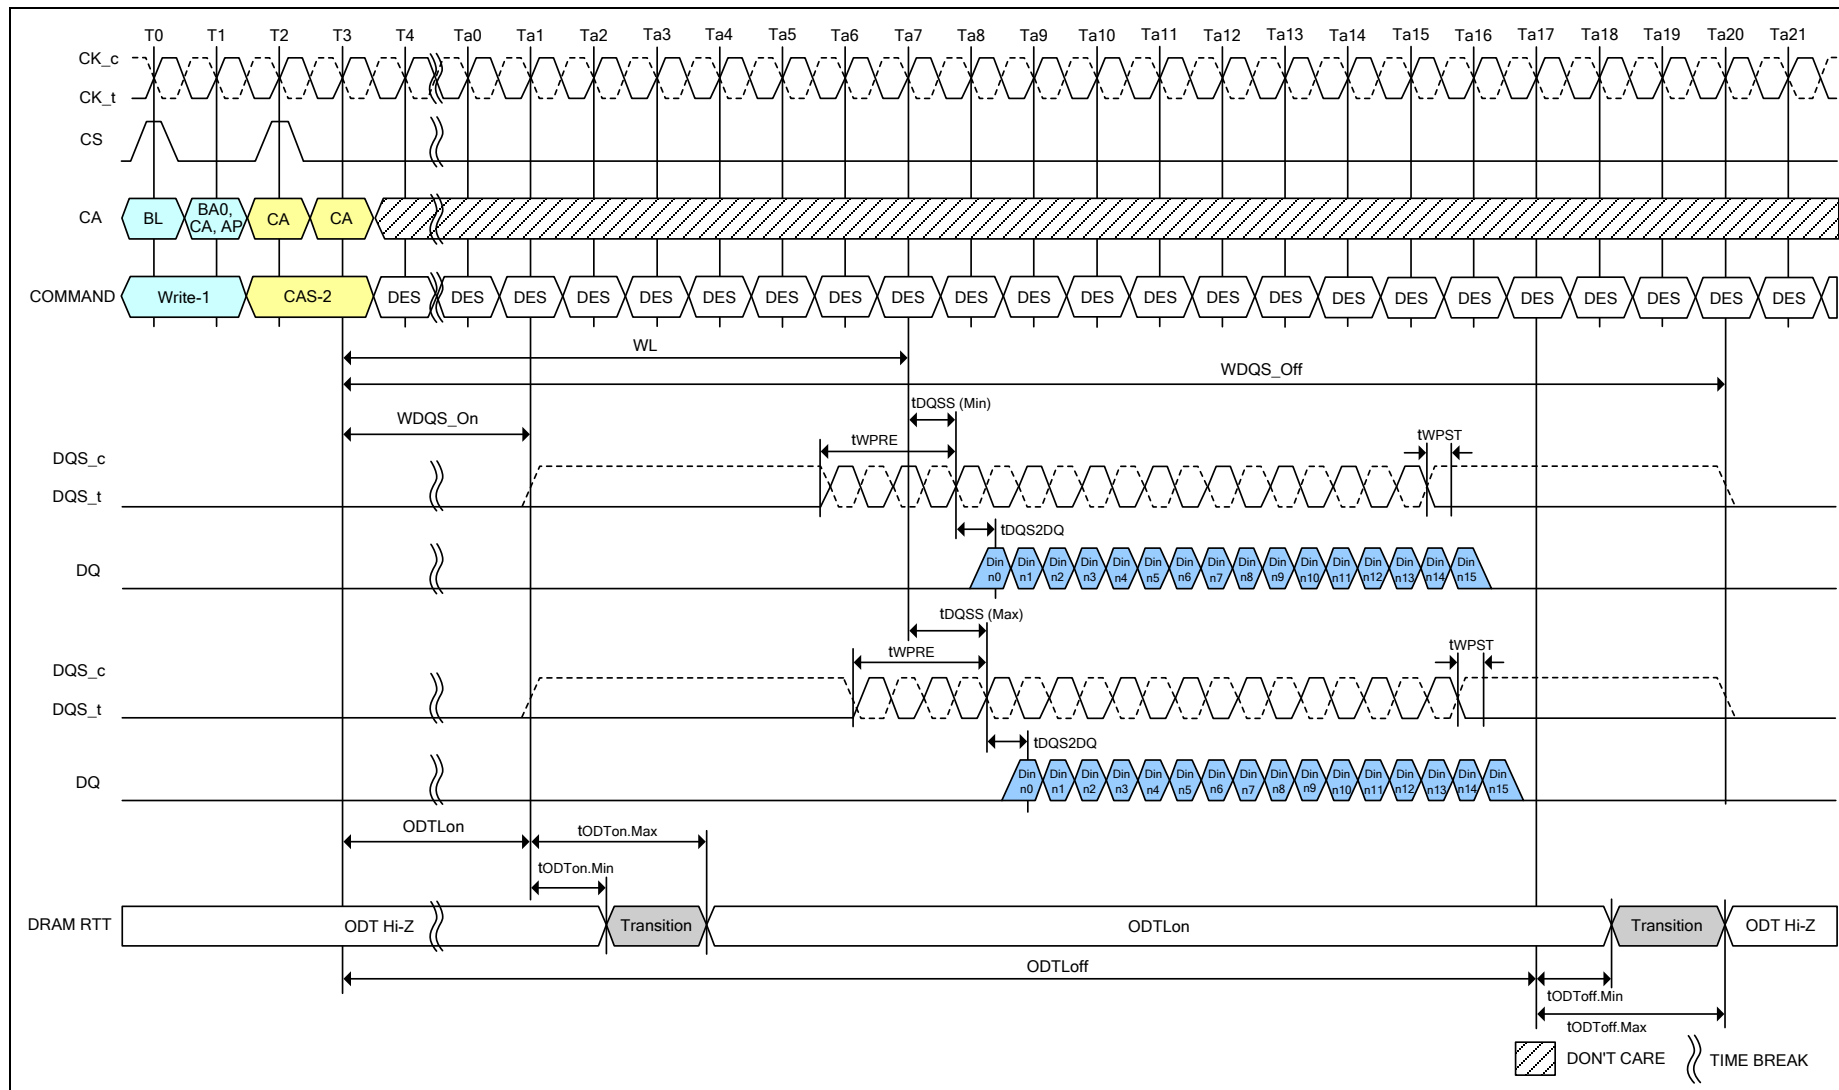 T0 T1 T2 T3 T4 Ta0 Ta1 Ta2 Ta3 Ta4 Ta5 Ta6 Ta7 Ta8 Ta9 Ta10 Ta11 Ta12 Ta13 Ta14 Ta15 Ta16 Ta17 Ta18 Ta19 Ta20 Ta21
CK_c
CK_t
CS
CA BL BA0, CA, AP CA CA
COMMAND Write-1 CAS-2 DES DES DES DES DES DES DES DES DES DES DES DES DES DES DES DES DES DES DES DES DES DES DES
WL
WDQS_Off
tDQSS (Min)
WDQS_On
tWPRE tWPST
DQS_c
DQS_t
tDQS2DQ
DQ Din n0 Din n1 Din n2 Din n3 Din n4 Din n5 Din n6 Din n7 Din n8 Din n9 Din n10 Din n11 Din n12 Din n13 Din n14 Din n15
tDQSS (Max)
tWPRE tWPST
DQS_c
DQS_t
tDQS2DQ
DQ Din n0 Din n1 Din n2 Din n3 Din n4 Din n5 Din n6 Din n7 Din n8 Din n9 Din n10 Din n11 Din n12 Din n13 Din n14 Din n15
ODTLon tODTon.Max
tODTon.Min
DRAM RTT ODT Hi-Z Transition ODTLon Transition ODT Hi-Z
ODTLoff
tODToff.Min
tODToff.Max
DON'T CARE TIME BREAK